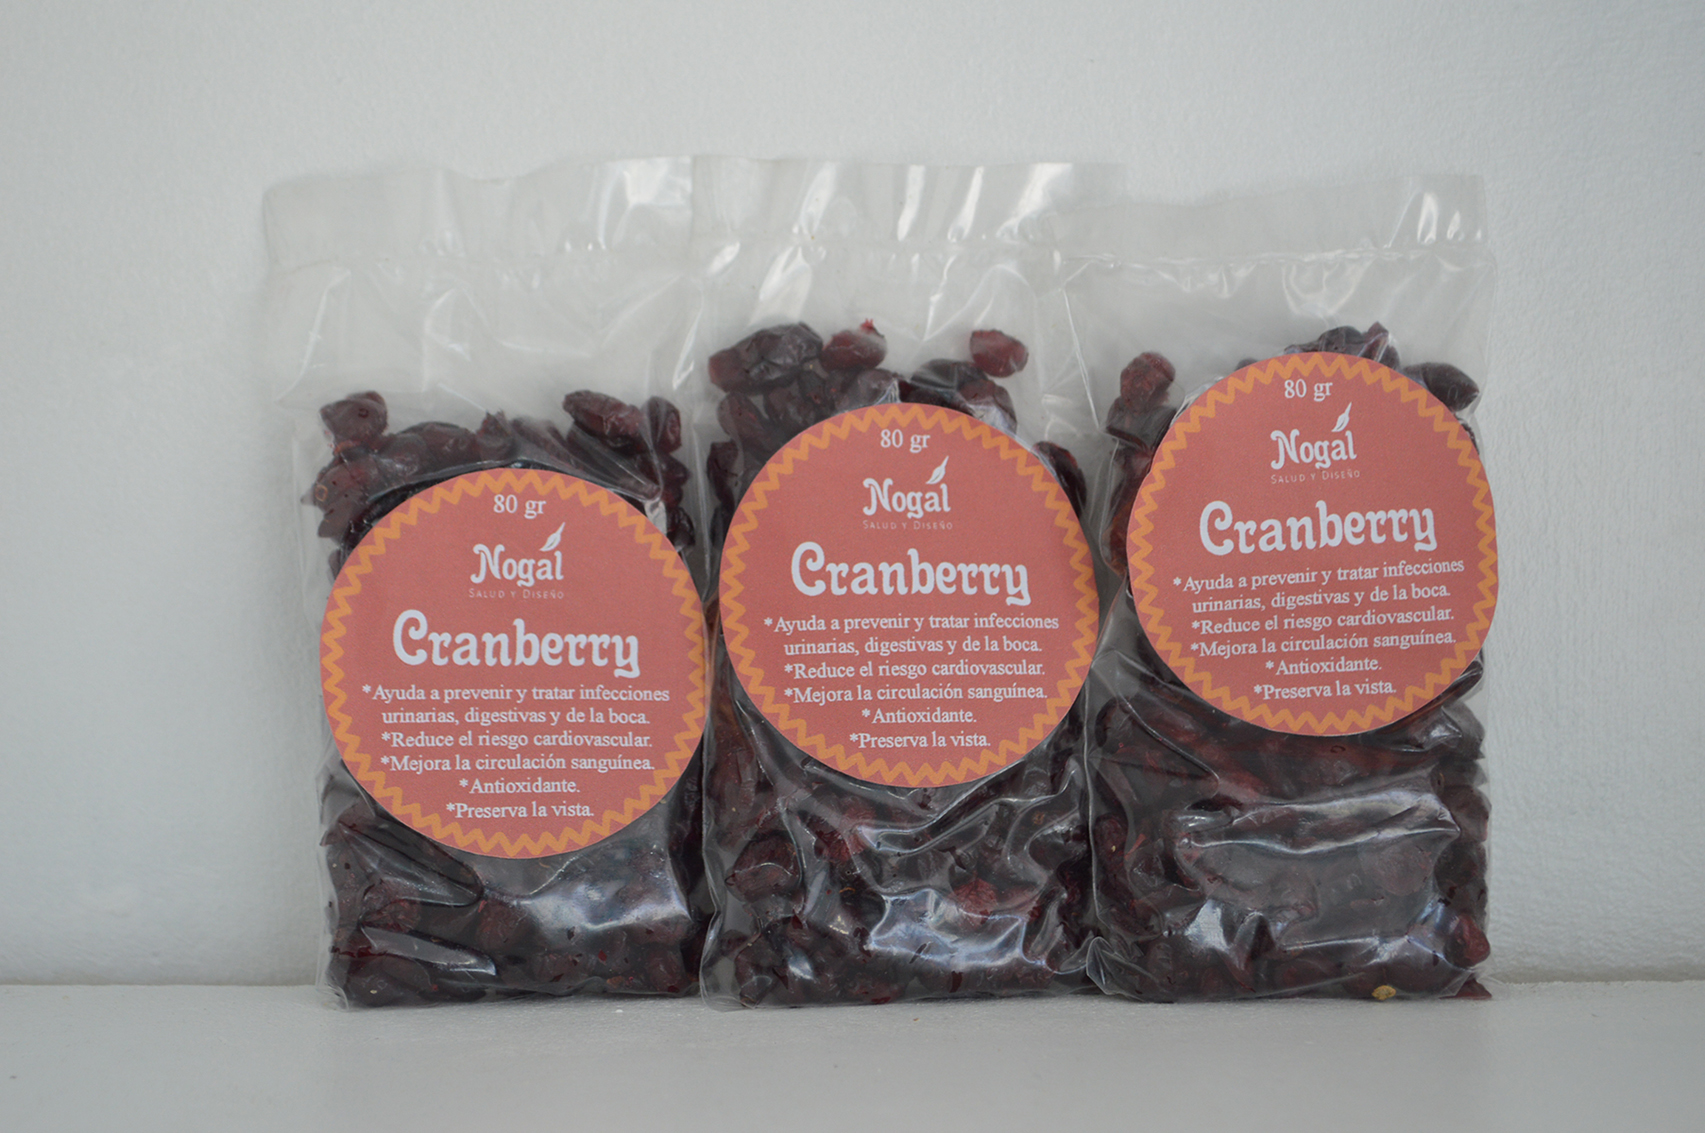 80 gr
Nogal
SALUD Y DISEÑO
Cranberry
*Ayuda a prevenir y tratar infecciones
urinarias, digestivas y de la boca.
*Reduce el riesgo cardiovascular.
*Mejora la circulación sanguínea.
*Antioxidante.
*Preserva la vista.
80 gr
Nogal
SALUD Y DISEÑO
Cranberry
*Ayuda a prevenir y tratar infecciones
urinarias, digestivas y de la boca.
*Reduce el riesgo cardiovascular.
*Mejora la circulación sanguínea.
*Antioxidante.
*Preserva la vista.
80 gr
Nogal
SALUD Y DISEÑO
Cranberry
*Ayuda a prevenir y tratar infecciones
urinarias, digestivas y de la boca.
*Reduce el riesgo cardiovascular.
*Mejora la circulación sanguínea.
*Antioxidante.
*Preserva la vista.